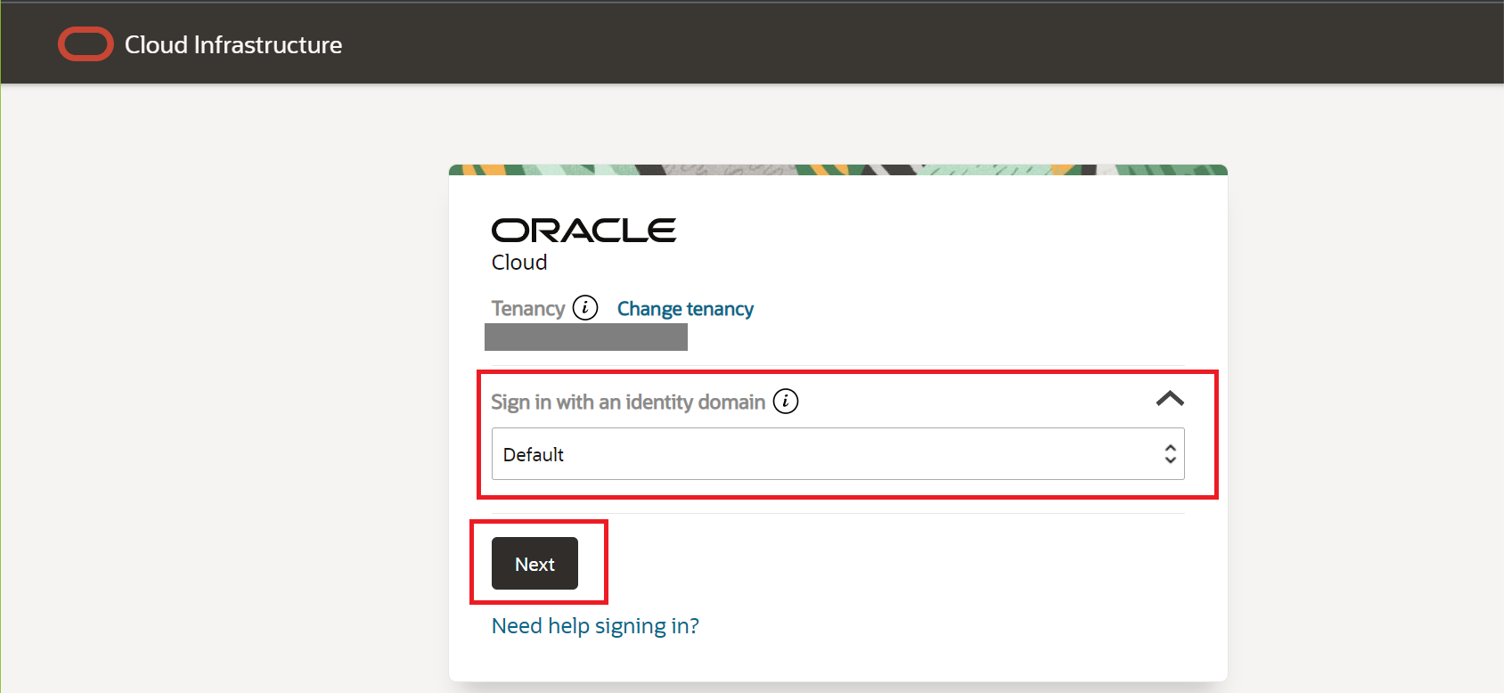 Cloud Infrastructure
ORACLE
Cloud
Tenancy i Change tenancy
Sign in with an identity domain i
Default
Next
Need help signing in?